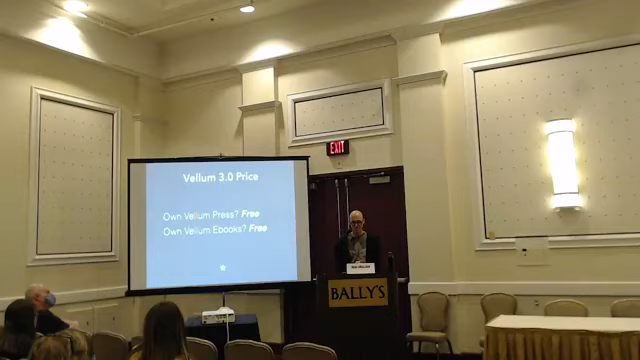 EXIT
Vellum 3.0 Price
Own Vellum Press? Free
Own Vellum Ebooks? Free
BALLY'S